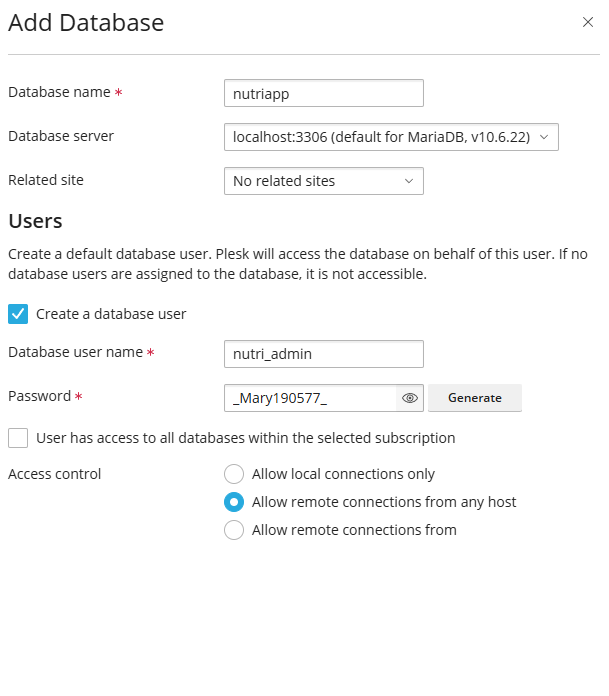 Add Database
Database name *
nutriapp
Database server
localhost:3306 (default for MariaDB, v10.6.22)
Related site
No related sites
Users
Create a default database user. Plesk will access the database on behalf of this user. If no
database users are assigned to the database, it is not accessible.
Create a database user
Database user name *
nutri_admin
Password *
_Mary190577_
Generate
User has access to all databases within the selected subscription
Access control
Allow local connections only
Allow remote connections from any host
Allow remote connections from